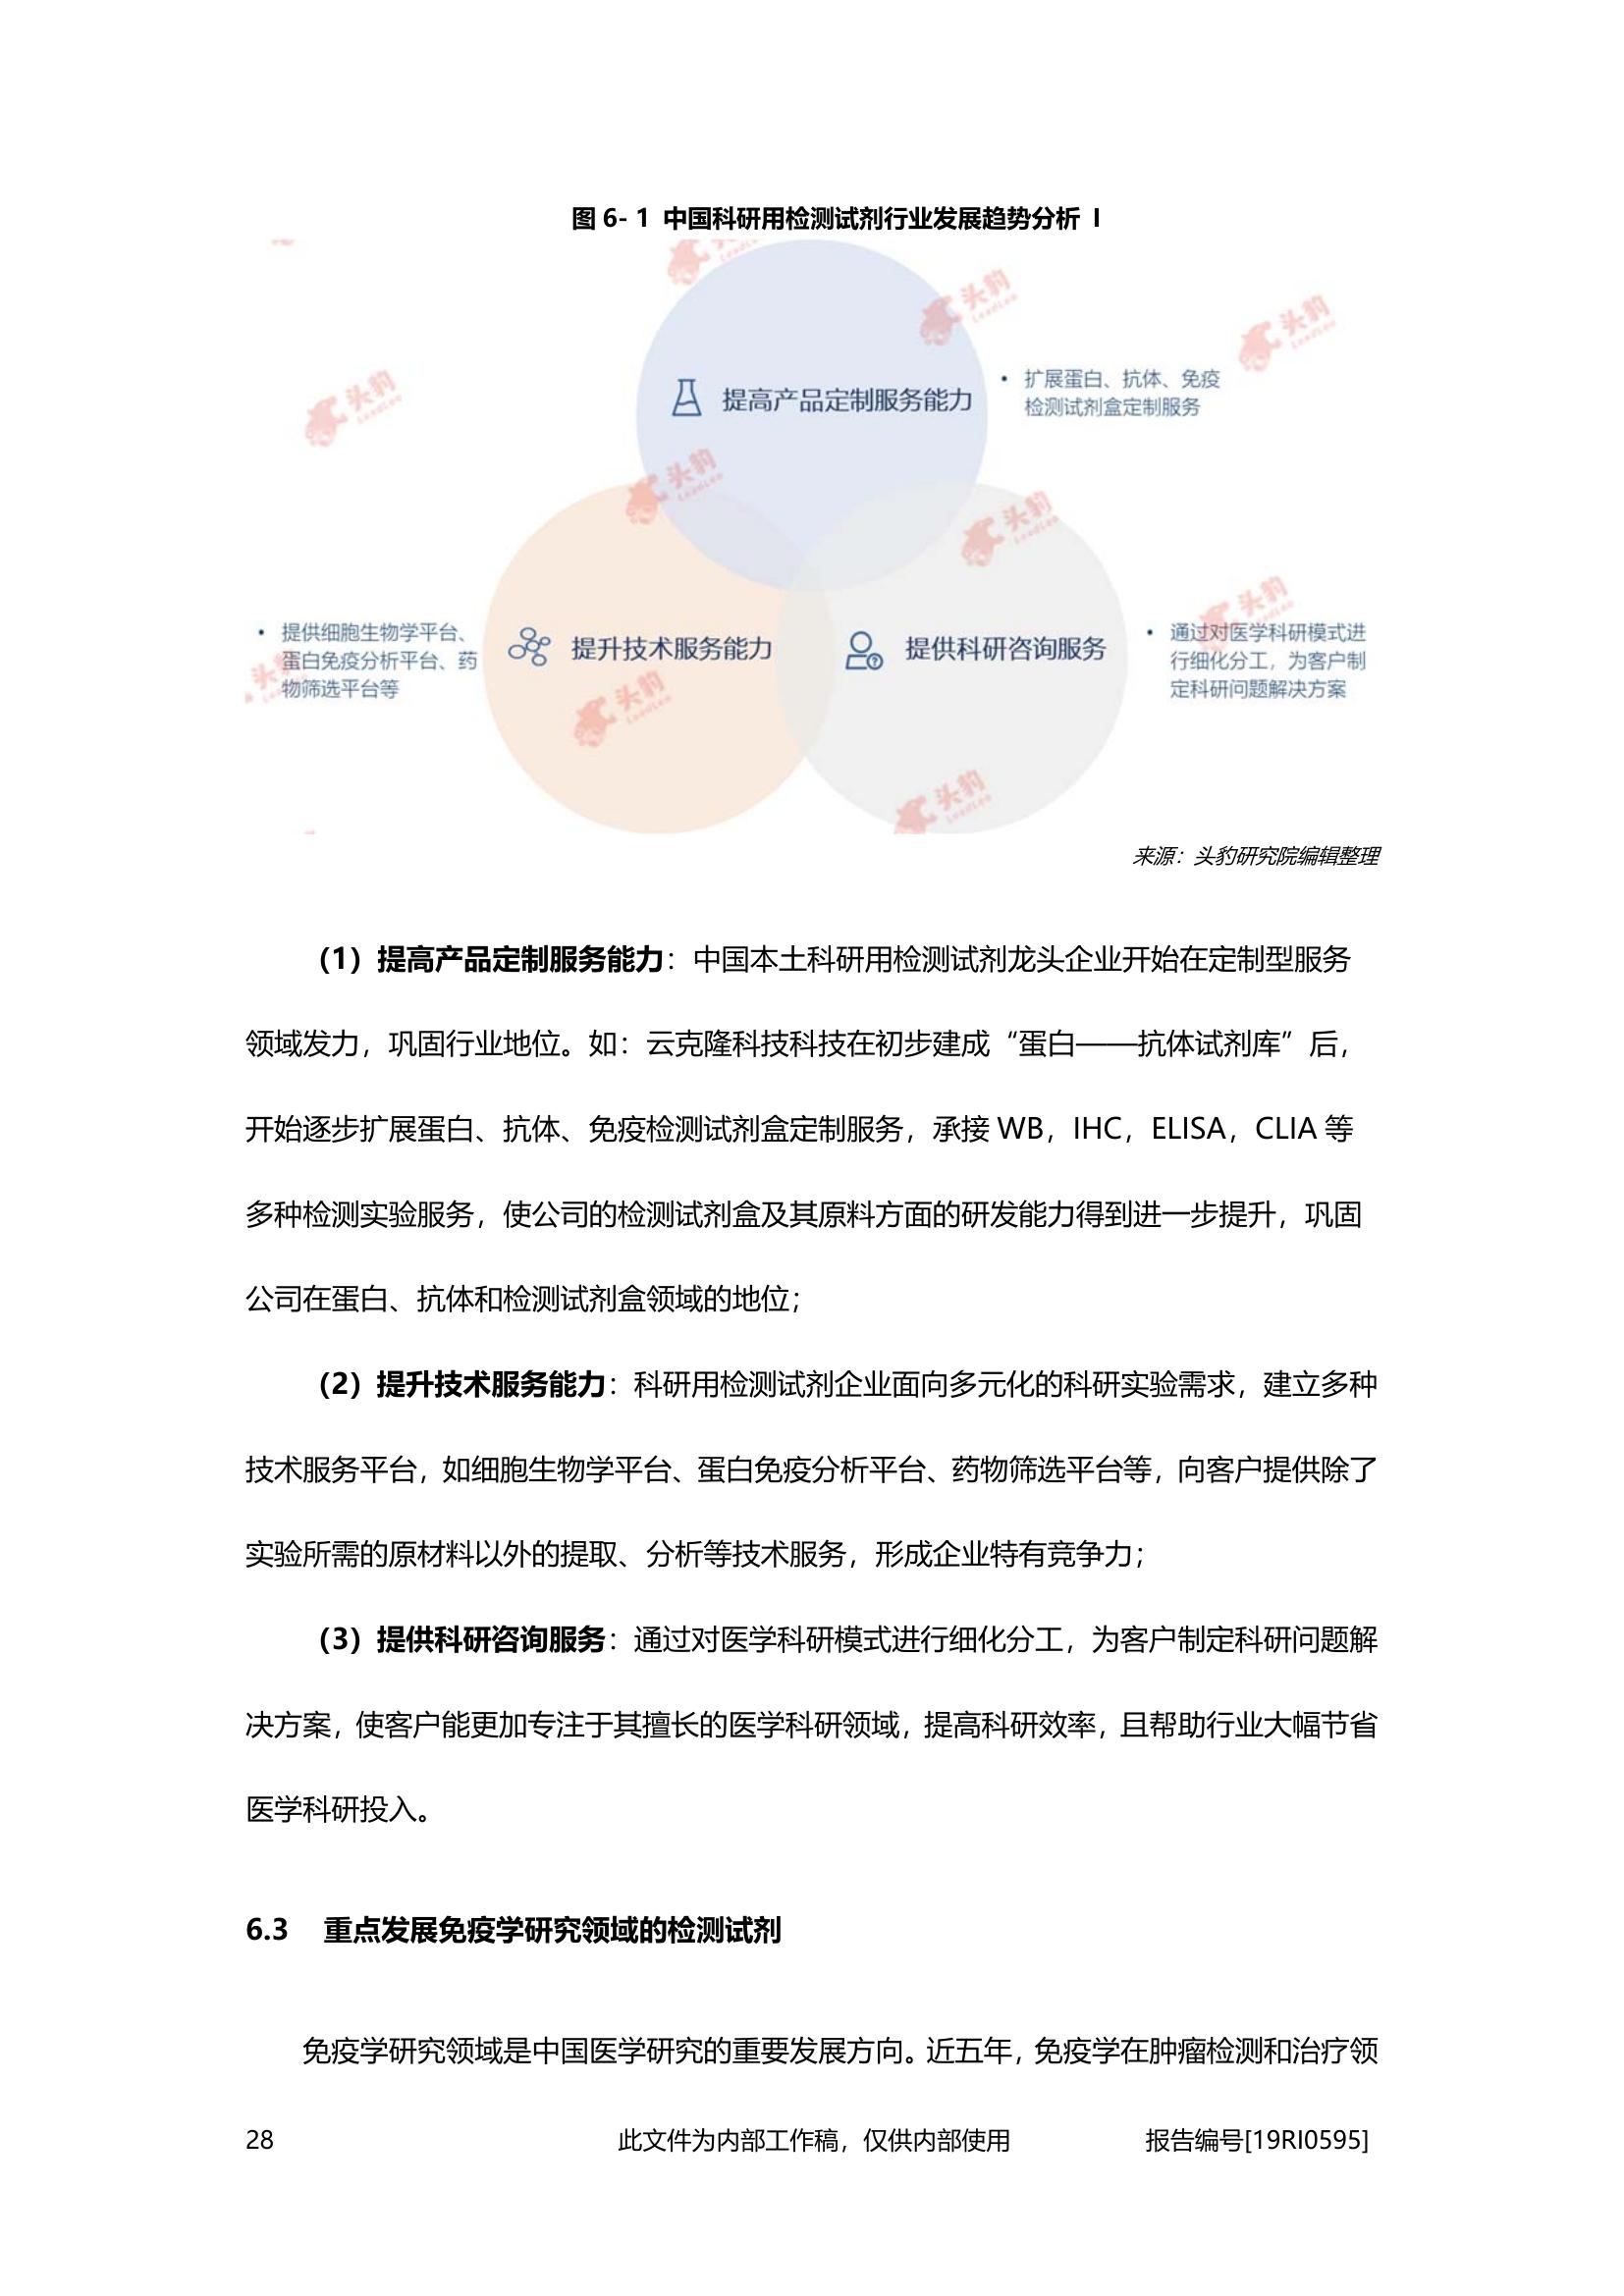 图 6- 1 中国科研用检测试剂行业发展趋势分析 I
提高产品定制服务能力
• 扩展蛋白、抗体、免疫
检测试剂盒定制服务
• 提供细胞生物学平台、
蛋白免疫分析平台、药
物筛选平台等
提升技术服务能力
提供科研咨询服务
• 通过对医学科研模式进
行细化分工，为客户制
定科研问题解决方案
头豹
LeadLeo
来源：头豹研究院编辑整理
（1）提高产品定制服务能力：中国本土科研用检测试剂龙头企业开始在定制型服务
领域发力，巩固行业地位。如：云克隆科技科技在初步建成“蛋白——抗体试剂库”后，
开始逐步扩展蛋白、抗体、免疫检测试剂盒定制服务，承接 WB，IHC，ELISA，CLIA 等
多种检测实验服务，使公司的检测试剂盒及其原料方面的研发能力得到进一步提升，巩固
公司在蛋白、抗体和检测试剂盒领域的地位；
（2）提升技术服务能力：科研用检测试剂企业面向多元化的科研实验需求，建立多种
技术服务平台，如细胞生物学平台、蛋白免疫分析平台、药物筛选平台等，向客户提供除了
实验所需的原材料以外的提取、分析等技术服务，形成企业特有竞争力；
（3）提供科研咨询服务：通过对医学科研模式进行细化分工，为客户制定科研问题解
决方案，使客户能更加专注于其擅长的医学科研领域，提高科研效率，且帮助行业大幅节省
医学科研投入。
6.3 重点发展免疫学研究领域的检测试剂
免疫学研究领域是中国医学研究的重要发展方向。近五年，免疫学在肿瘤检测和治疗领
28 此文件为内部工作稿，仅供内部使用 报告编号[19RI0595]